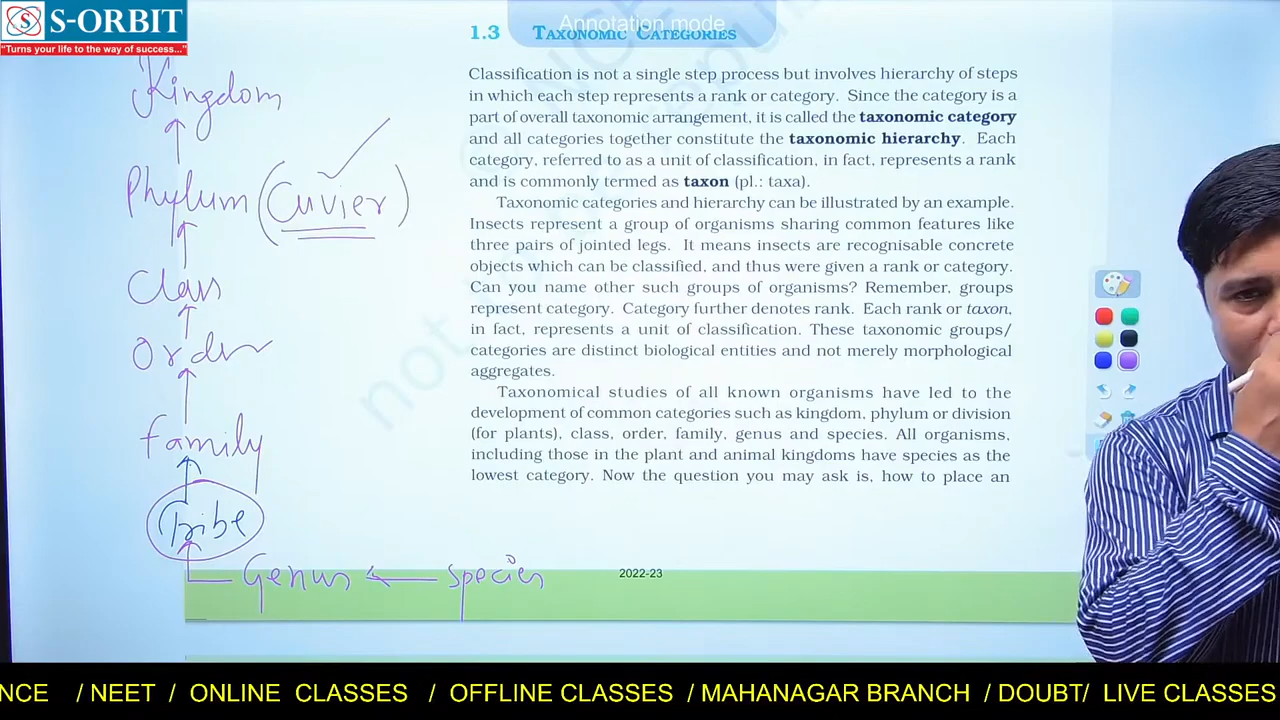 S-ORBIT
"Turns your life to the way of success..."
Annotation mode
1.3 TAXONOMIC CATEGORIES
Classification is not a single step process but involves hierarchy of steps
in which each step represents a rank or category. Since the category is a
part of overall taxonomic arrangement, it is called the taxonomic category
and all categories together constitute the taxonomic hierarchy. Each
category, referred to as a unit of classification, in fact, represents a rank
and is commonly termed as taxon (pl.: taxa).
Taxonomic categories and hierarchy can be illustrated by an example.
Insects represent a group of organisms sharing common features like
three pairs of jointed legs. It means insects are recognisable concrete
objects which can be classified, and thus were given a rank or category.
Can you name other such groups of organisms? Remember, groups
represent category. Category further denotes rank. Each rank or taxon,
in fact, represents a unit of classification. These taxonomic groups/
categories are distinct biological entities and not merely morphological
aggregates.
Taxonomical studies of all known organisms have led to the
development of common categories such as kingdom, phylum or division
(for plants), class, order, family, genus and species. All organisms,
including those in the plant and animal kingdoms have species as the
lowest category. Now the question you may ask is, how to place an
2022-23
Kingdom
Phylum (Cuvier)
Class
Order
family
Tribe
Genus species
not
NCE / NEET / ONLINE CLASSES / OFFLINE CLASSES / MAHANAGAR BRANCH / DOUBT/ LIVE CLASSES